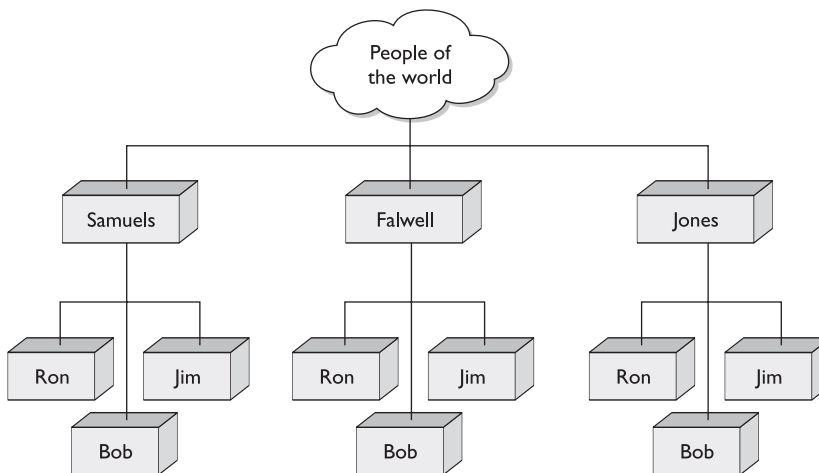 People of
the world
Samuels
Falwell
Jones
Ron
Jim
Ron
Jim
Ron
Jim
Bob
Bob
Bob